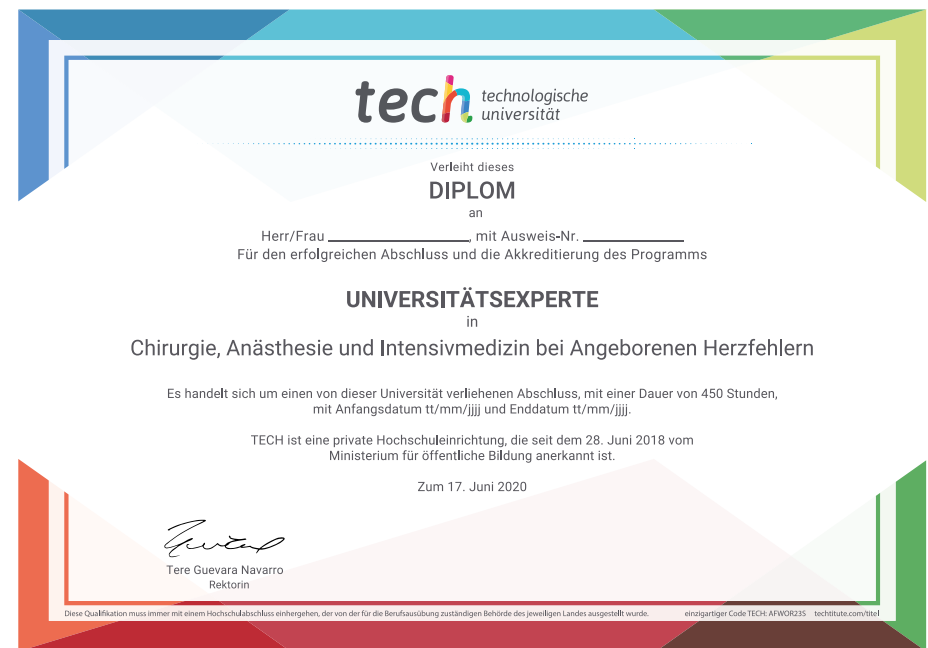 tech technologische
universität
Verleiht dieses
DIPLOM
an
Herr/Frau ____________________, mit Ausweis-Nr. ______________
Für den erfolgreichen Abschluss und die Akkreditierung des Programms
UNIVERSITÄTSEXPERTE
in
Chirurgie, Anästhesie und Intensivmedizin bei Angeborenen Herzfehlern
Es handelt sich um einen von dieser Universität verliehenen Abschluss, mit einer Dauer von 450 Stunden,
mit Anfangsdatum tt/mm/jjjj und Enddatum tt/mm/jjjj.
TECH ist eine private Hochschuleinrichtung, die seit dem 28. Juni 2018 vom
Ministerium für öffentliche Bildung anerkannt ist.
Zum 17. Juni 2020
Tere Guevara Navarro
Rektorin
Diese Qualifikation muss immer mit einem Hochschulabschluss einhergehen, der von der für die Berufsausübung zuständigen Behörde des jeweiligen Landes ausgestellt wurde. einzigartiger Code TECH: AFWOR23S techtitute.com/titel